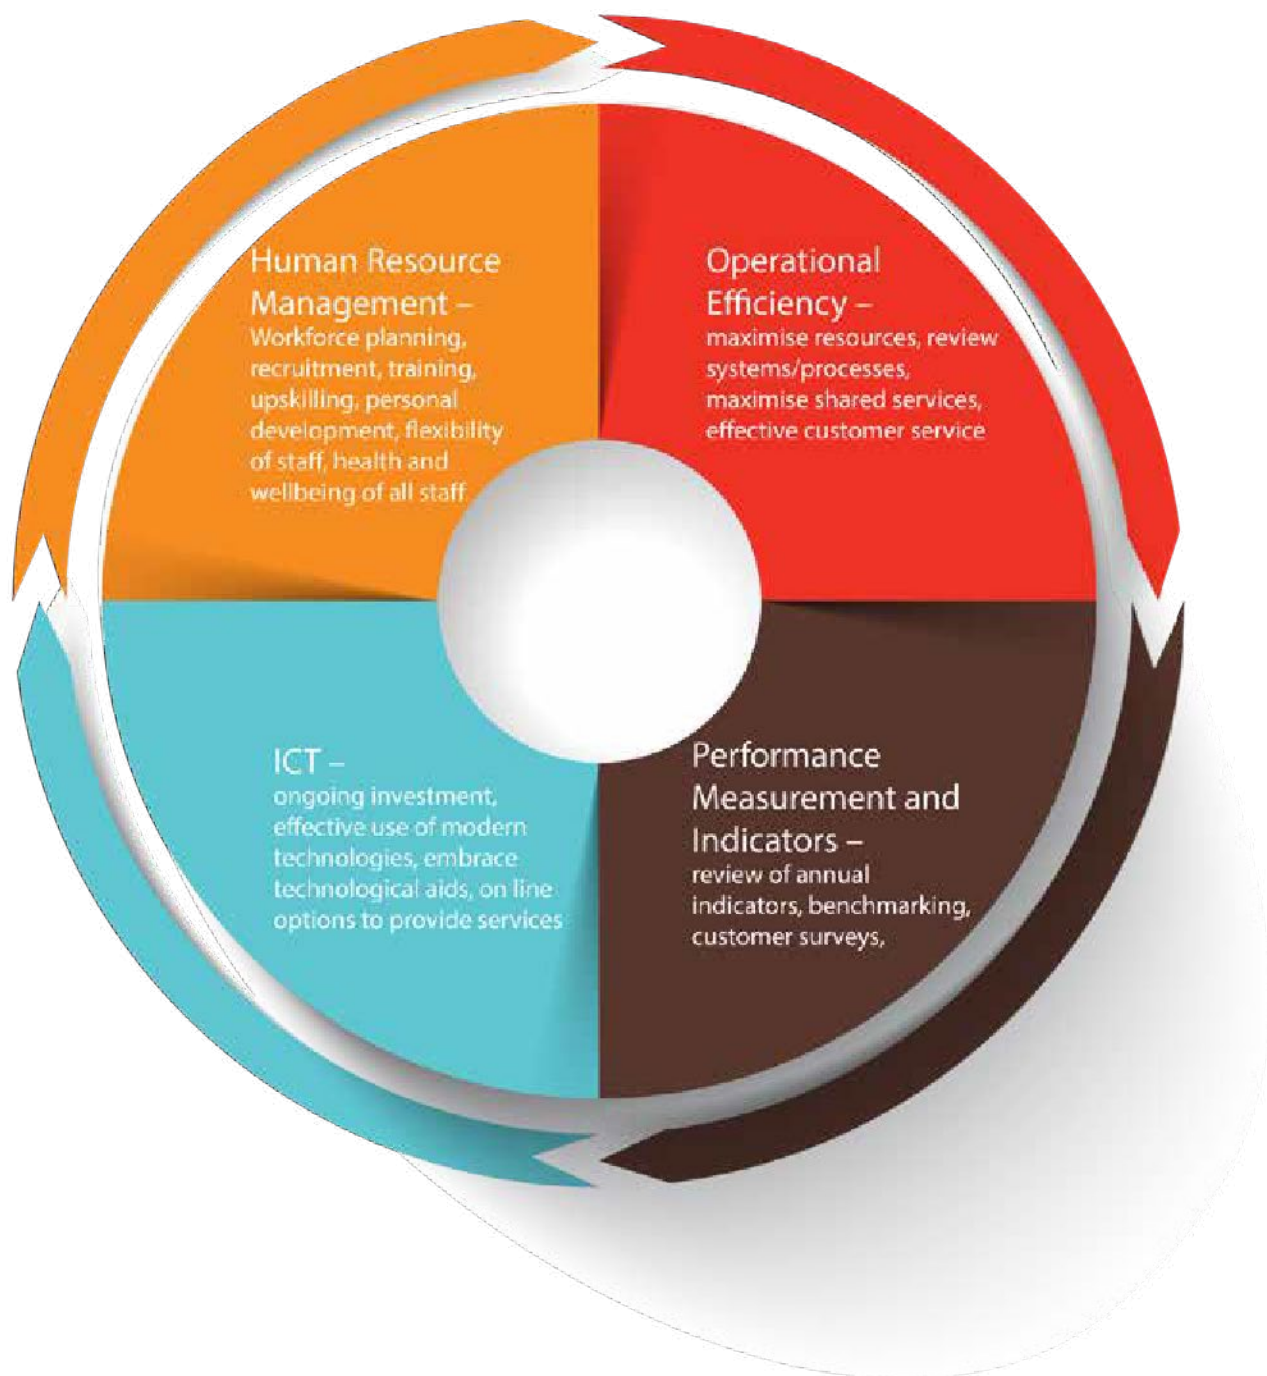 Human Resource
Management –
Workforce planning,
recruitment, training,
upskilling, personal
development, flexibility
of staff, health and
wellbeing of all staff
Operational
Efficiency –
maximise resources, review
systems/processes,
maximise shared services,
effective customer service
ICT –
ongoing investment,
effective use of modern
technologies, embrace
technological aids, on line
options to provide services
Performance
Measurement and
Indicators –
review of annual
indicators, benchmarking,
customer surveys,